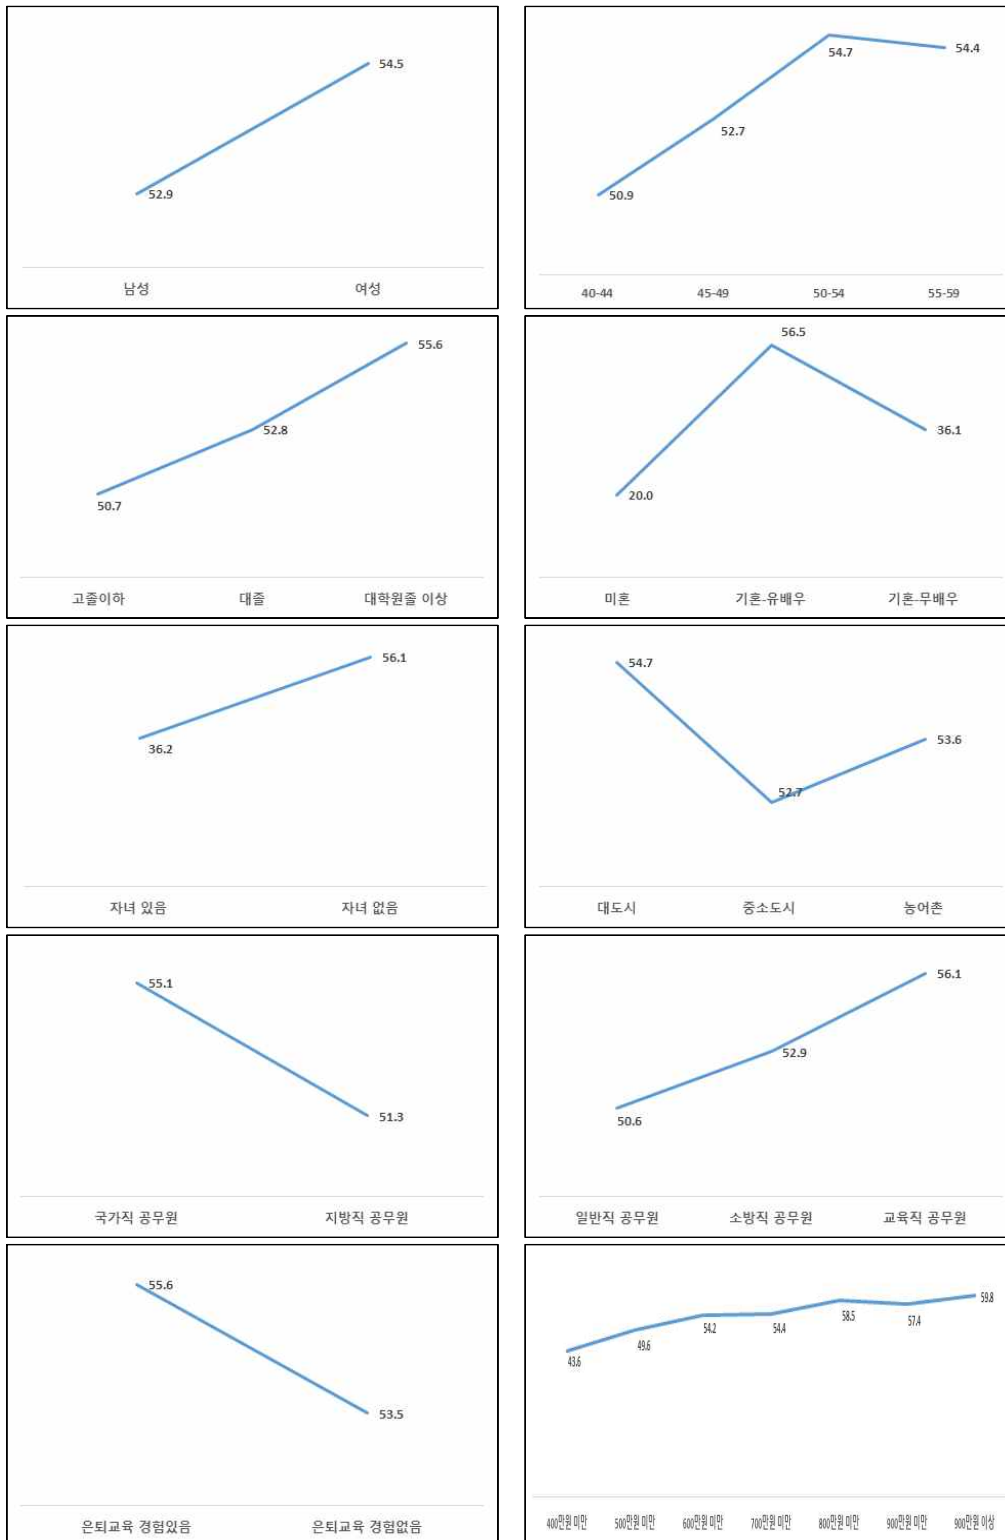 54.5
52.9
남성 여성
54.7
54.4
52.7
50.9
40-44 45-49 50-54 55-59
55.6
52.8
50.7
고졸이하 대졸 대학원졸 이상
56.5
36.1
20.0
미혼 기혼-유배우 기혼-무배우
56.1
36.2
자녀 있음 자녀 없음
54.7
53.6
52.7
대도시 중소도시 농어촌
55.1
51.3
국가직 공무원 지방직 공무원
56.1
52.9
50.6
일반직 공무원 소방직 공무원 교육직 공무원
55.6
53.5
은퇴교육 경험있음 은퇴교육 경험없음
43.6 49.6 54.2 54.4 58.5 57.4 59.8
400만원 미만 500만원 미만 600만원 미만 700만원 미만 800만원 미만 900만원 미만 900만원 이상